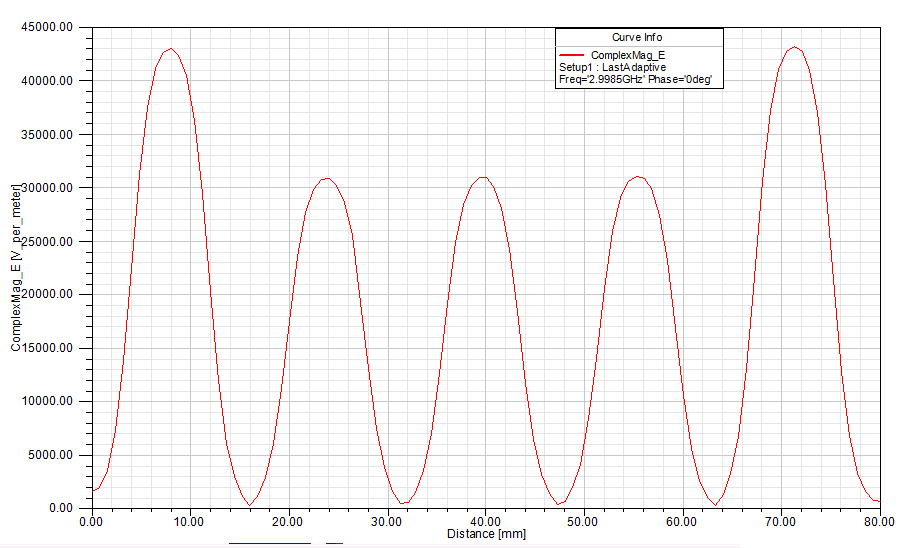 45000.00
Curve Info
ComplexMag_E
Setup1 : LastAdaptive
Freq='2.9985GHz' Phase='0deg'
40000.00
35000.00
30000.00
25000.00
20000.00
15000.00
10000.00
5000.00
0.00
ComplexMag_E [V_per_meter]
0.00 10.00 20.00 30.00 40.00 50.00 60.00 70.00 80.00
Distance [mm]